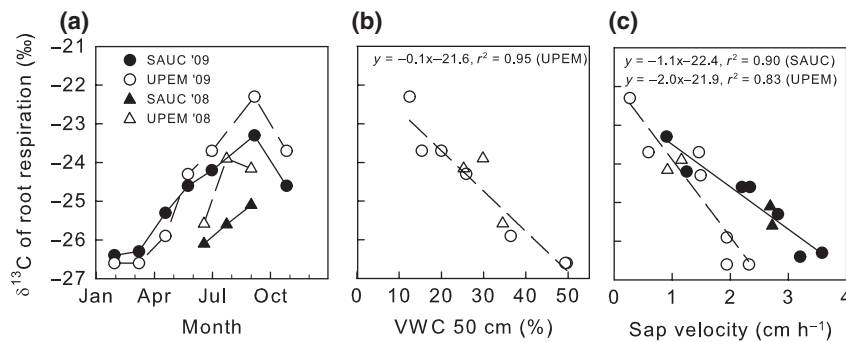 (a)
(b)
(c)
SAUC '09
UPEM '09
SAUC '08
UPEM '08
y = −0.1x−21.6, r² = 0.95 (UPEM)
y = −1.1x−22.4, r² = 0.90 (SAUC)
y = −2.0x−21.9, r² = 0.83 (UPEM)
δ¹³C of root respiration (‰)
−21
−22
−23
−24
−25
−26
−27
Jan Apr Jul Oct
Month
0 10 20 30 40 50
VWC 50 cm (%)
0 1 2 3 4
Sap velocity (cm h⁻¹)